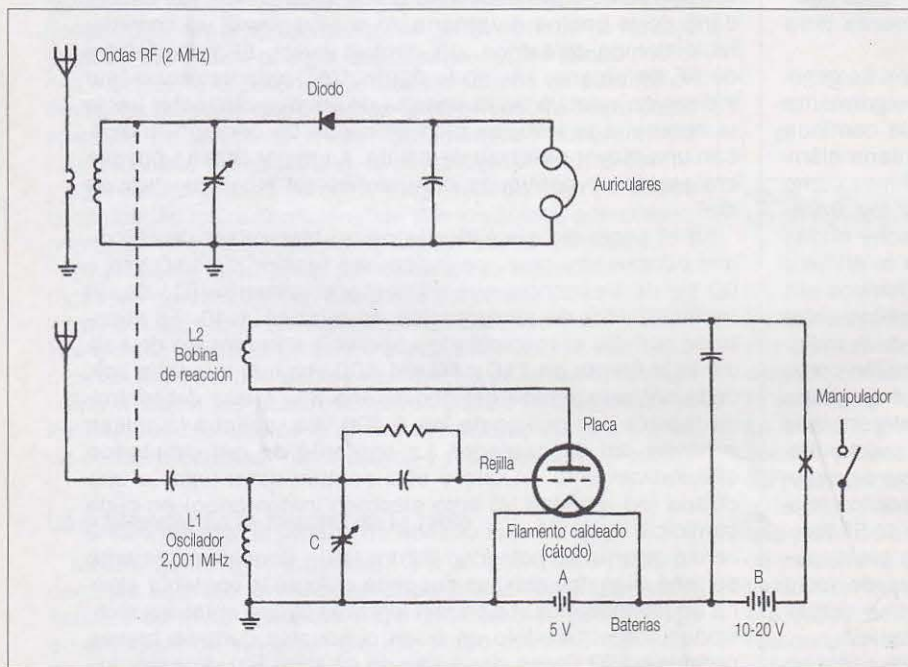 Ondas RF (2 MHz)
Diodo
Auriculares
L2
Bobina
de reacción
Manipulador
Placa
Rejilla
L1
Oscilador
2,001 MHz
C
Filamento caldeado
(cátodo)
A
B
5 V
Baterías
10-20 V